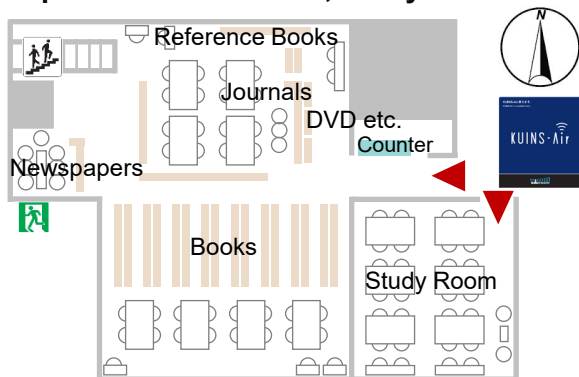 N
Reference Books
Journals
DVD etc.
Counter
KUINS-Air
Newspapers
Books
Study Room